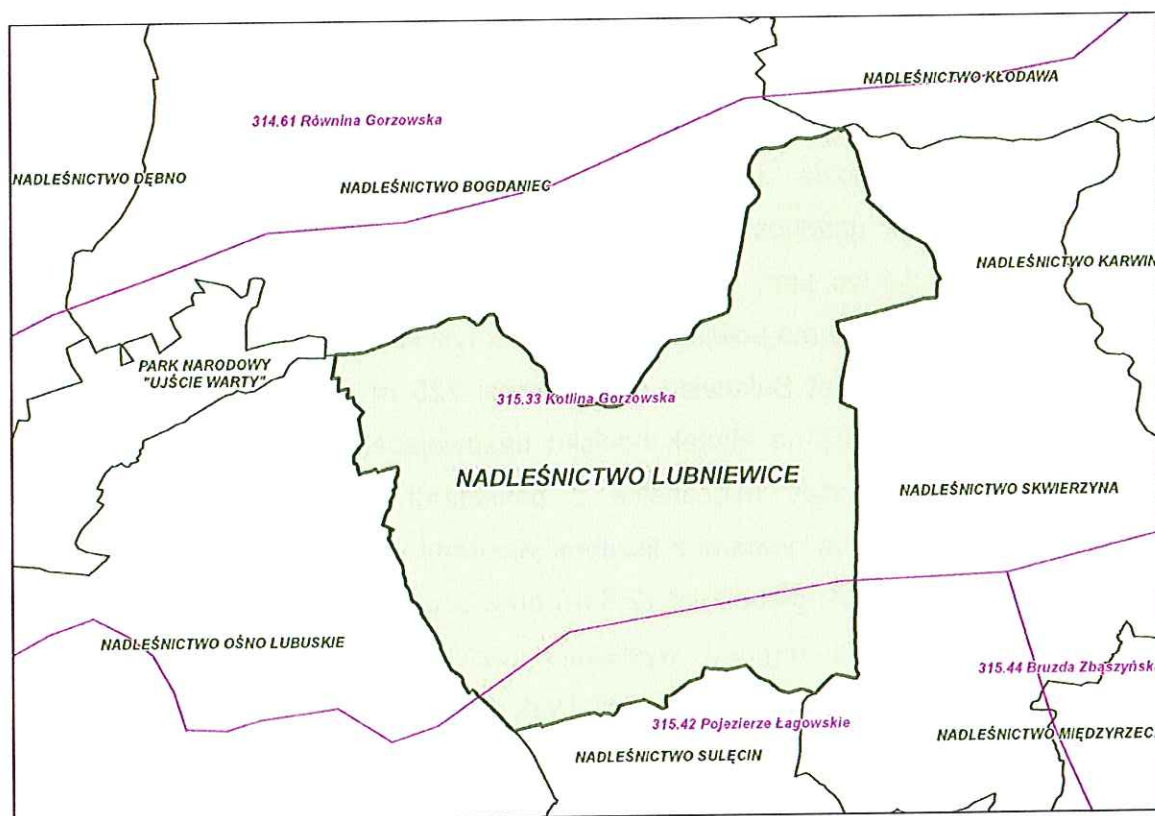 NADLEŚNICTWO KŁODAWA
314.61 Równina Gorzowska
NADLEŚNICTWO DĘBNO
NADLEŚNICTWO BOGDANIEC
NADLEŚNICTWO KARWIN
PARK NARODOWY
"UJŚCIE WARTY"
315.33 Kotlina Gorzowska
NADLEŚNICTWO LUBNIEWICE
NADLEŚNICTWO SKWIERZYNA
NADLEŚNICTWO OŚNO LUBUSKIE
315.44 Bruzda Zbąszyńska
315.42 Pojezierze Łagowskie
NADLEŚNICTWO MIĘDZYRZEC
NADLEŚNICTWO SULĘCIN